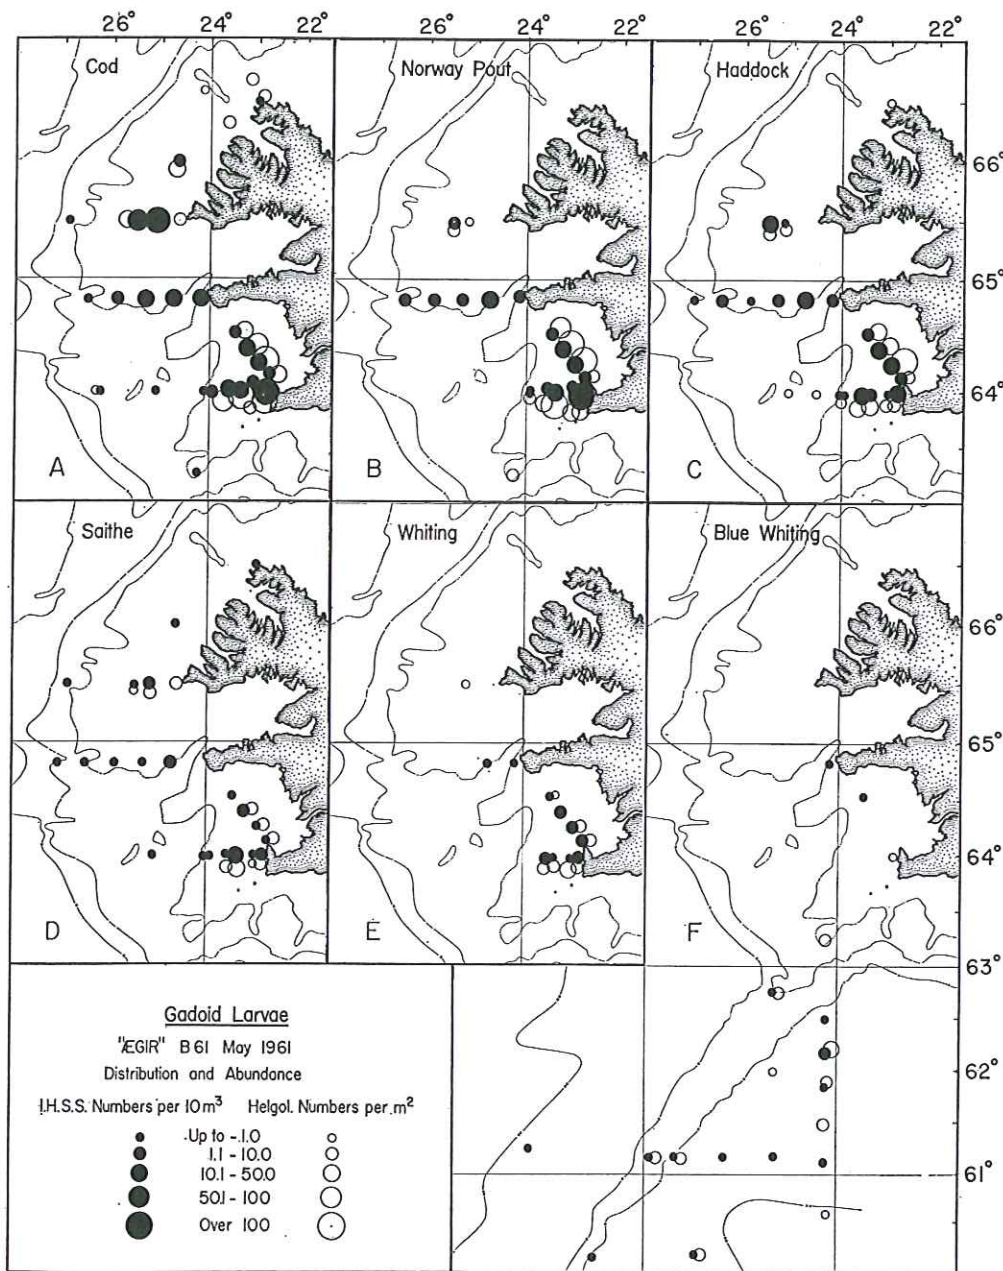 26° 24° 22° 26° 24° 22° 26° 24° 22°
Cod Norway Pout Haddock
66°
65°
64°
A B C
Saithe Whiting Blue Whiting
66°
65°
64°
D E F
63°
Gadoid Larvae
"ÆGIR" B61 May 1961
Distribution and Abundance
I.H.S.S. Numbers per 10m³ Helgol. Numbers per m²
Up to - 1.0
1.1 - 10.0
10.1 - 50.0
50.1 - 100
Over 100
62°
61°